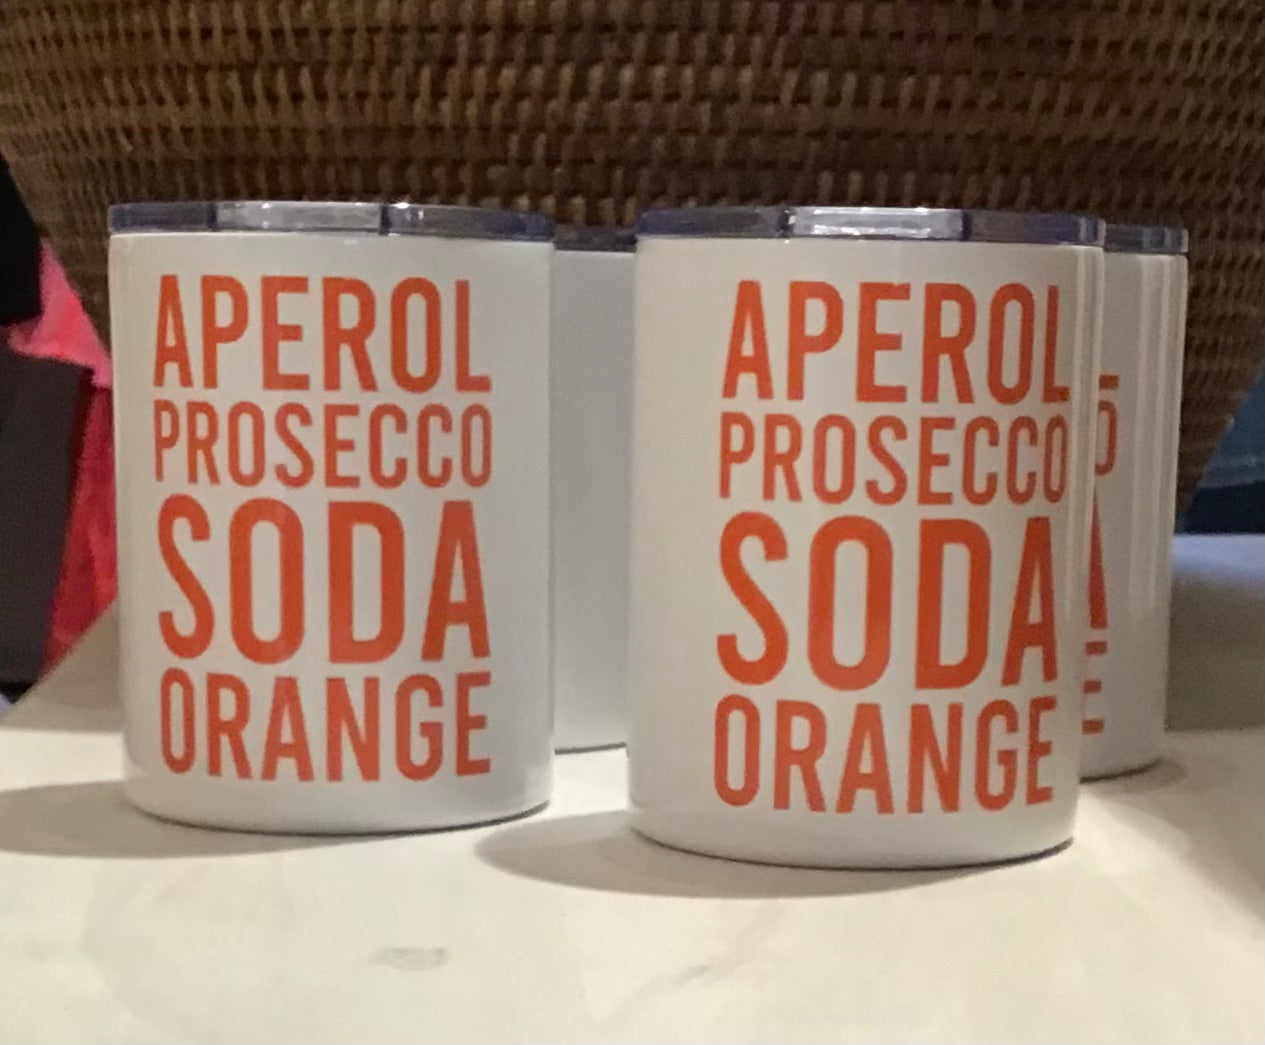 APEROL
PROSECCO
SODA
ORANGE
APEROL
PROSECCO
SODA
ORANGE